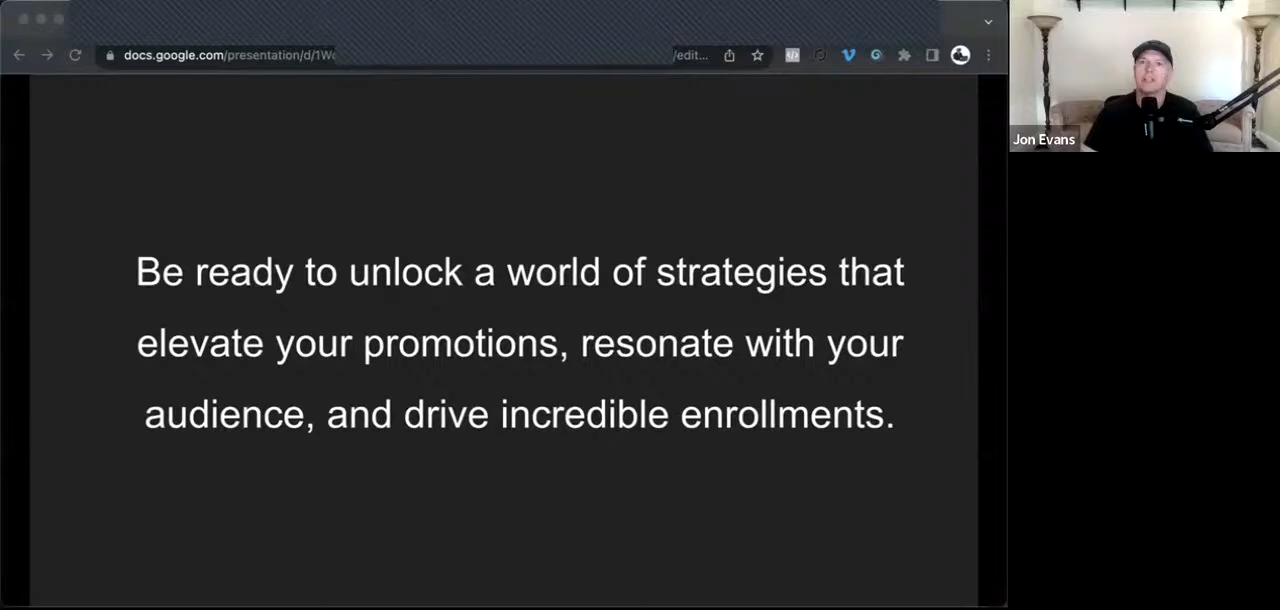 docs.google.com/presentation/d/1W
/edit...
Jon Evans
Be ready to unlock a world of strategies that
elevate your promotions, resonate with your
audience, and drive incredible enrollments.